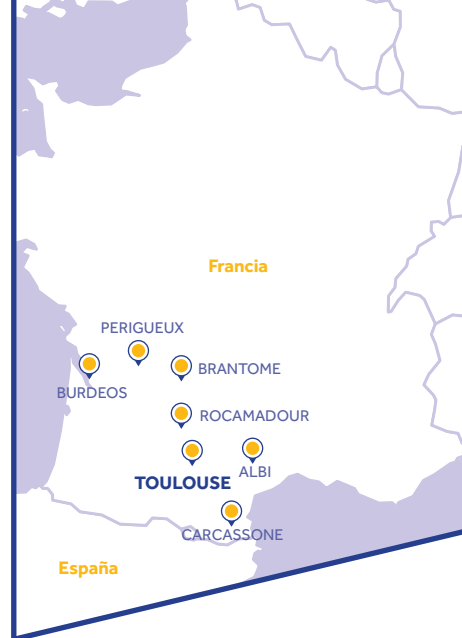 Francia
PERIGUEUX
BRANTOME
BURDEOS
ROCAMADOUR
TOULOUSE
ALBI
CARCASSONE
España